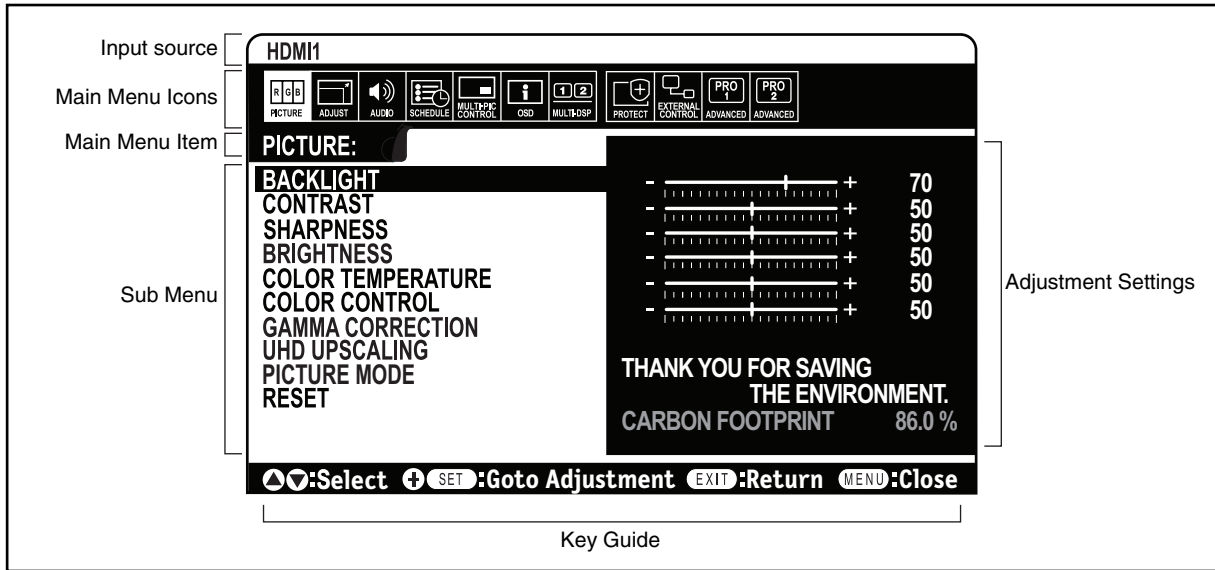 Input source
HDMI1
Main Menu Icons
R G B
PICTURE
ADJUST
AUDIO
SCHEDULE
MULTI-PIC
CONTROL
i
OSD
1 2
MULTI-DSP
PROTECT
EXTERNAL
CONTROL
PRO
1
ADVANCED
PRO
2
ADVANCED
Main Menu Item
PICTURE:
Sub Menu
BACKLIGHT
CONTRAST
SHARPNESS
BRIGHTNESS
COLOR TEMPERATURE
COLOR CONTROL
GAMMA CORRECTION
UHD UPSCALING
PICTURE MODE
RESET
- + 70
- + 50
- + 50
- + 50
- + 50
- + 50
THANK YOU FOR SAVING
THE ENVIRONMENT.
CARBON FOOTPRINT 86.0 %
Adjustment Settings
:Select + SET :Goto Adjustment EXIT :Return MENU :Close
Key Guide